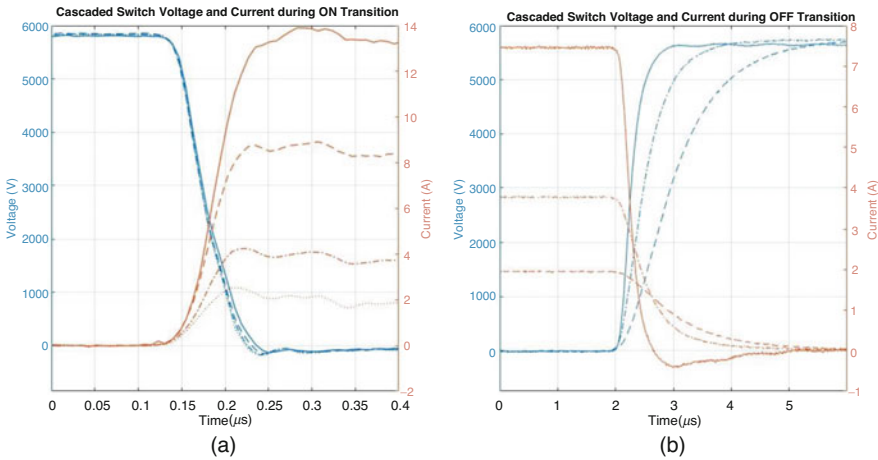 Cascaded Switch Voltage and Current during ON Transition
6000
5000
4000
3000
2000
1000
0
Voltage (V)
14
12
10
8
6
4
2
0
−2
Current (A)
0 0.05 0.1 0.15 0.2 0.25 0.3 0.35 0.4
Time(μs)
(a)
Cascaded Switch Voltage and Current during OFF Transition
6000
5000
4000
3000
2000
1000
0
Voltage (V)
8
7
6
5
4
3
2
1
0
−1
Current (A)
0 1 2 3 4 5
Time(μs)
(b)